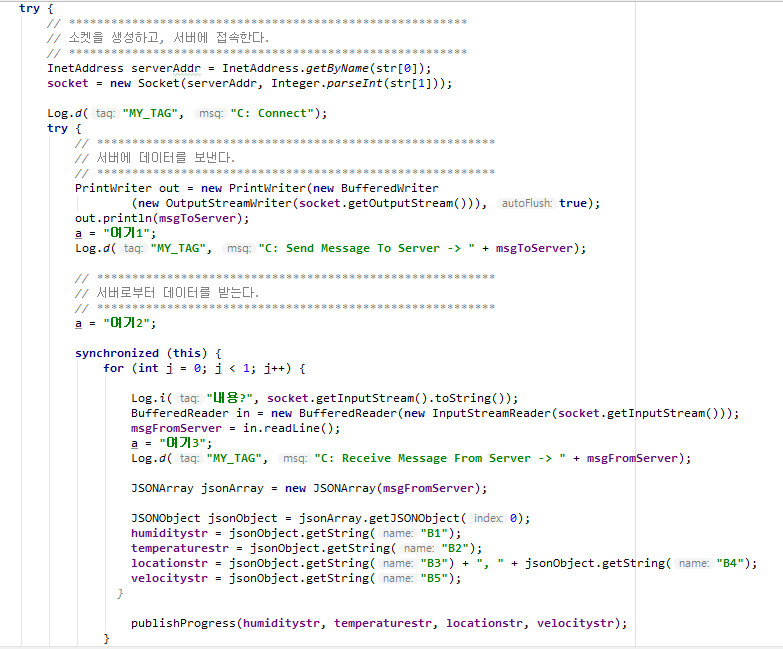 try {
// *********************************************************
// 소켓을 생성하고, 서버에 접속한다.
// *********************************************************
InetAddress serverAddr = InetAddress.getByName(str[0]);
socket = new Socket(serverAddr, Integer.parseInt(str[1]));
Log.d( tag: "MY_TAG", msg: "C: Connect");
try {
// *********************************************************
// 서버에 데이터를 보낸다.
// *********************************************************
PrintWriter out = new PrintWriter(new BufferedWriter
(new OutputStreamWriter(socket.getOutputStream())), autoFlush: true);
out.println(msgToServer);
a = "여기1";
Log.d( tag: "MY_TAG", msg: "C: Send Message To Server -> " + msgToServer);
// *********************************************************
// 서버로부터 데이터를 받는다.
// *********************************************************
a = "여기2";
synchronized (this) {
for (int j = 0; j < 1; j++) {
Log.i( tag: "내용?", socket.getInputStream().toString());
BufferedReader in = new BufferedReader(new InputStreamReader(socket.getInputStream()));
msgFromServer = in.readLine();
a = "여기3";
Log.d( tag: "MY_TAG", msg: "C: Receive Message From Server -> " + msgFromServer);
JSONArray jsonArray = new JSONArray(msgFromServer);
JSONObject jsonObject = jsonArray.getJSONObject( index: 0);
humiditystr = jsonObject.getString( name: "B1");
temperaturestr = jsonObject.getString( name: "B2");
locationstr = jsonObject.getString( name: "B3") + ", " + jsonObject.getString( name: "B4");
velocitystr = jsonObject.getString( name: "B5");
}
publishProgress(humiditystr, temperaturestr, locationstr, velocitystr);
}